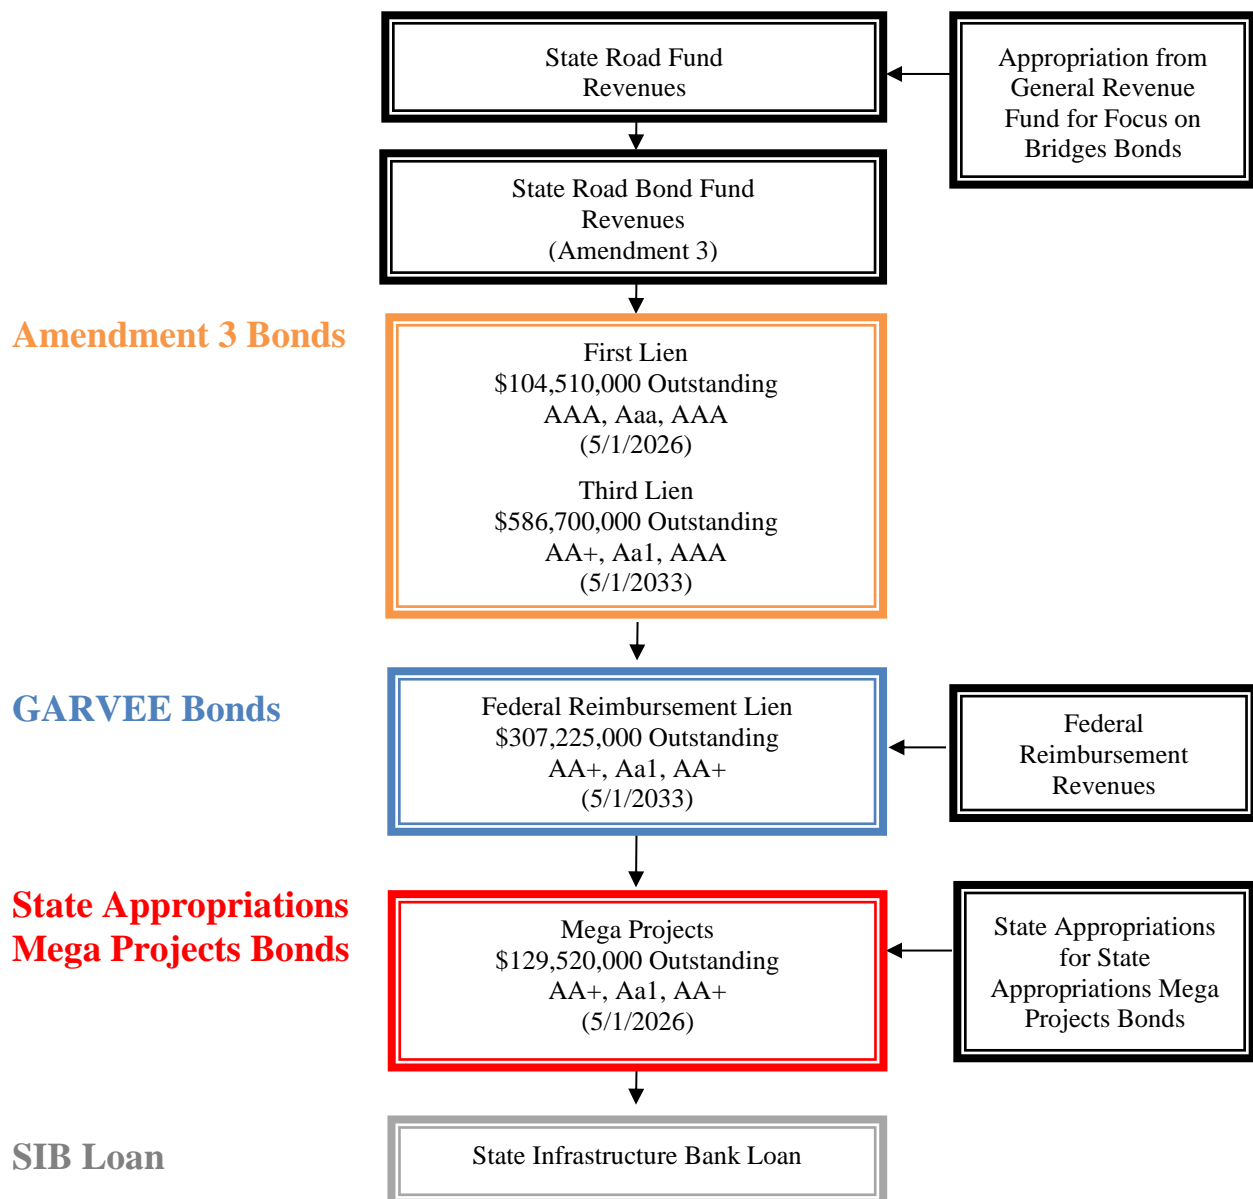 State Road Fund
Revenues
Appropriation from
General Revenue
Fund for Focus on
Bridges Bonds
State Road Bond Fund
Revenues
(Amendment 3)
Amendment 3 Bonds
First Lien
$104,510,000 Outstanding
AAA, Aaa, AAA
(5/1/2026)
Third Lien
$586,700,000 Outstanding
AA+, Aa1, AAA
(5/1/2033)
GARVEE Bonds
Federal Reimbursement Lien
$307,225,000 Outstanding
AA+, Aa1, AA+
(5/1/2033)
Federal
Reimbursement
Revenues
State Appropriations
Mega Projects Bonds
Mega Projects
$129,520,000 Outstanding
AA+, Aa1, AA+
(5/1/2026)
State Appropriations
for State
Appropriations Mega
Projects Bonds
SIB Loan
State Infrastructure Bank Loan